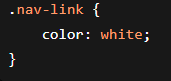 .nav-link {
    color: white;
}